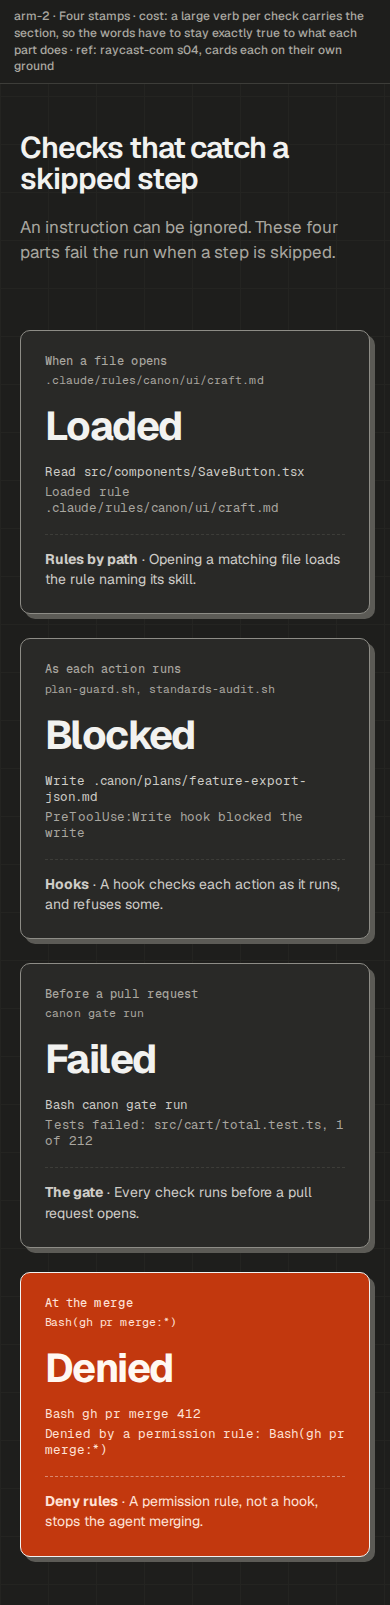 arm-2 · Four stamps · cost: a large verb per check carries the
section, so the words have to stay exactly true to what each
part does · ref: raycast-com s04, cards each on their own
ground
Checks that catch a
skipped step
An instruction can be ignored. These four
parts fail the run when a step is skipped.
When a file opens
.claude/rules/canon/ui/craft.md
Loaded
Read src/components/SaveButton.tsx
Loaded rule
.claude/rules/canon/ui/craft.md
Rules by path · Opening a matching file loads
the rule naming its skill.
As each action runs
plan-guard.sh, standards-audit.sh
Blocked
Write .canon/plans/feature-export-
json.md
PreToolUse:Write hook blocked the
write
Hooks · A hook checks each action as it runs,
and refuses some.
Before a pull request
canon gate run
Failed
Bash canon gate run
Tests failed: src/cart/total.test.ts, 1
of 212
The gate · Every check runs before a pull
request opens.
At the merge
Bash(gh pr merge:*)
Denied
Bash gh pr merge 412
Denied by a permission rule: Bash(gh pr
merge:*)
Deny rules · A permission rule, not a hook,
stops the agent merging.